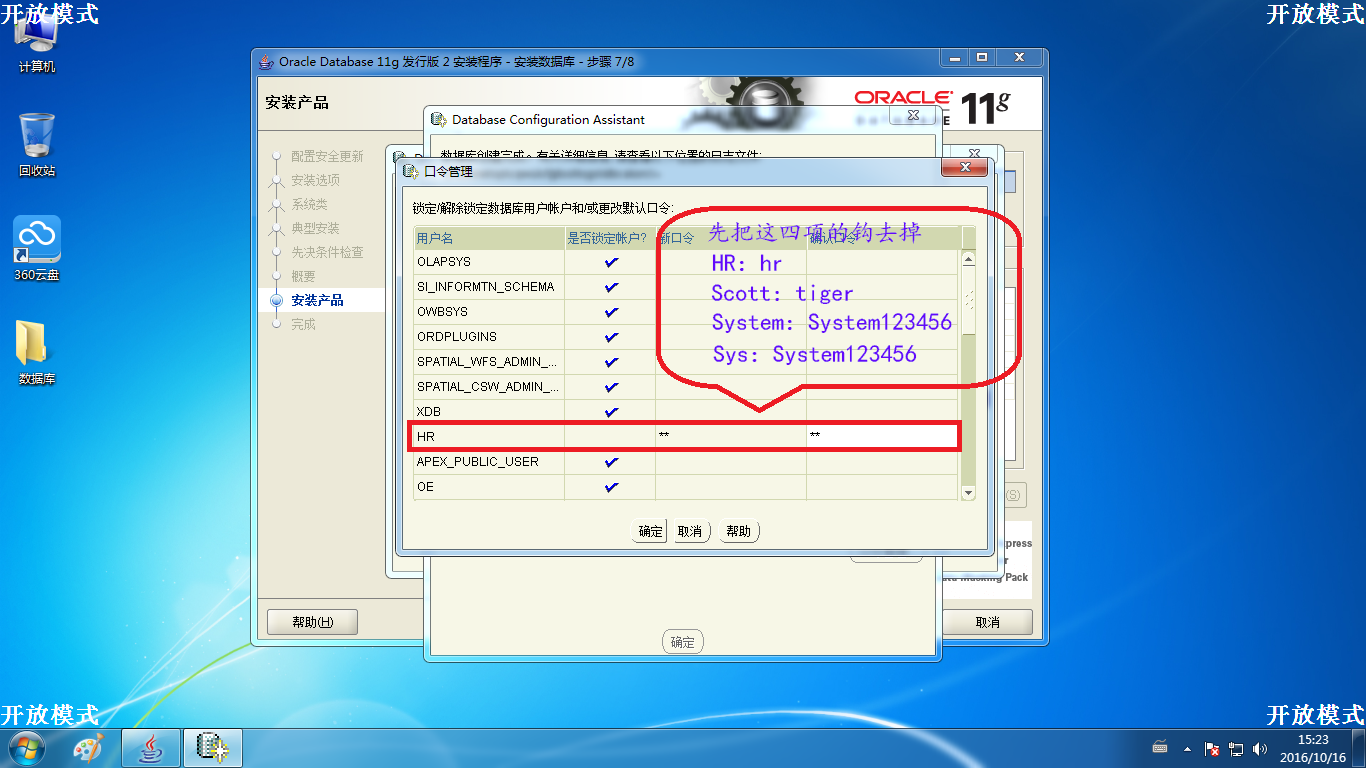 开放模式
开放模式
计算机
回收站
360云盘
数据库
Oracle Database 11g 发行版 2 安装程序 - 安装数据库 - 步骤 7/8
安装产品
ORACLE 11g
配置安全更新
安装选项
系统类
典型安装
先决条件检查
概要
安装产品
完成
Database Configuration Assistant
数据库创建完成。有关详细信息, 请查看以下位置的日志文件:
口令管理
锁定/解除锁定数据库用户帐户和/或更改默认口令:
用户名 是否锁定帐户? 新口令 确认口令
OLAPSYS
SI_INFORMTN_SCHEMA
OWBSYS
ORDPLUGINS
SPATIAL_WFS_ADMIN_...
SPATIAL_CSW_ADMIN_...
XDB
HR ** **
APEX_PUBLIC_USER
OE
先把这四项的钩去掉
HR: hr
Scott: tiger
System: System123456
Sys: System123456
确定 取消 帮助
(S)
press
r
Pack
确定
帮助(H)
取消
开放模式
开放模式
15:23
2016/10/16